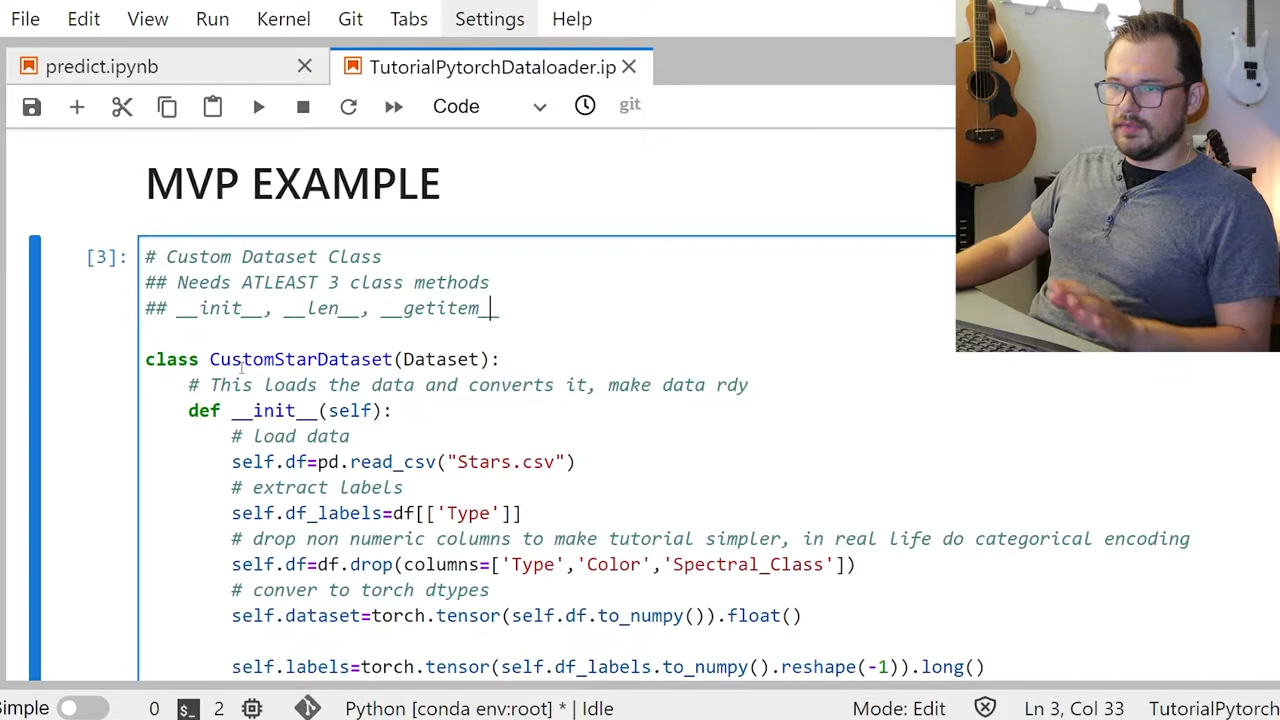 File Edit View Run Kernel Git Tabs Settings Help
predict.ipynb TutorialPytorchDataloader.ip
Code git
MVP EXAMPLE
[3]: # Custom Dataset Class
## Needs ATLEAST 3 class methods
## __init__, __len__, __getitem__
class CustomStarDataset(Dataset):
# This loads the data and converts it, make data rdy
def __init__(self):
# load data
self.df=pd.read_csv("Stars.csv")
# extract labels
self.df_labels=df[['Type']]
# drop non numeric columns to make tutorial simpler, in real life do categorical encoding
self.df=df.drop(columns=['Type','Color','Spectral_Class'])
# conver to torch dtypes
self.dataset=torch.tensor(self.df.to_numpy()).float()
self.labels=torch.tensor(self.df_labels.to_numpy().reshape(-1)).long()
Simple 0 2 Python [conda env:root] * | Idle Mode: Edit Ln 3, Col 33 TutorialPytorch